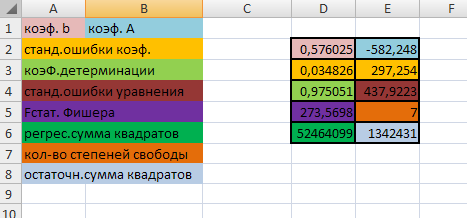 A B C D E F
1 коэф. b коэф. А
2 станд.ошибки коэф. 0,576025 -582,248
3 коэФ.детерминации 0,034826 297,254
4 станд.ошибки уравнения 0,975051 437,9223
5 Fстат. Фишера 273,5698 7
6 регрес.сумма квадратов 52464099 1342431
7 кол-во степеней свободы
8 остаточн.сумма квадратов
9
10